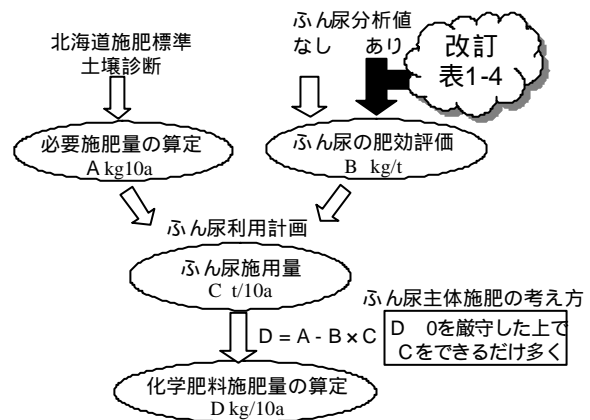 北海道施肥標準
土壌診断
ふん尿分析値
なし　あり
改訂
表1-4
必要施肥量の算定
A kg10a
ふん尿の肥効評価
B kg/t
ふん尿利用計画
ふん尿施用量
C t/10a
D = A - B × C
ふん尿主体施肥の考え方
D　0を厳守した上で
Cをできるだけ多く
化学肥料施肥量の算定
D kg/10a